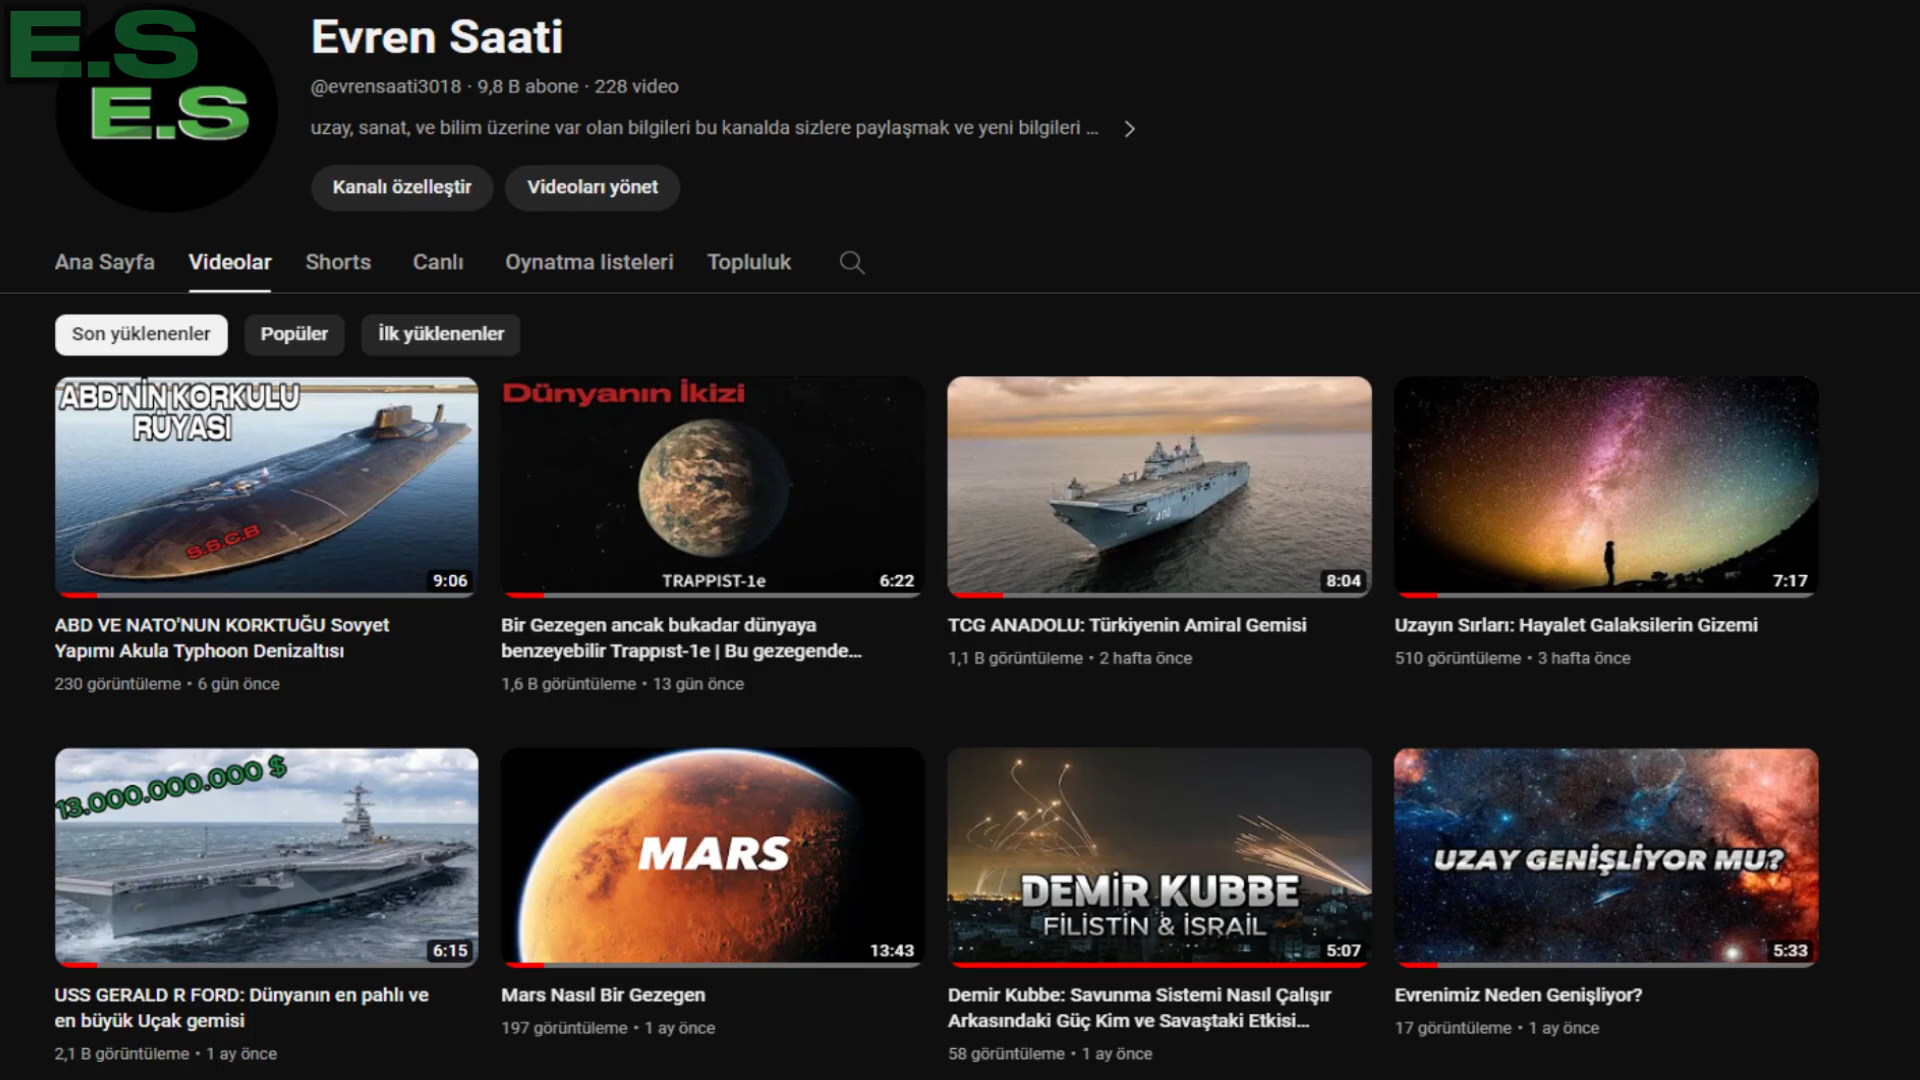 E.S
E.S
Evren Saati
@evrensaati3018 · 9,8 B abone · 228 video
uzay, sanat, ve bilim üzerine var olan bilgileri bu kanalda sizlere paylaşmak ve yeni bilgileri ...
Kanalı özelleştir
Videoları yönet
Ana Sayfa
Videolar
Shorts
Canlı
Oynatma listeleri
Topluluk
Son yüklenenler
Popüler
İlk yüklenenler
ABD'NİN KORKULU
RÜYASI
S.S.C.B
9:06
ABD VE NATO'NUN KORKTUĞU Sovyet
Yapımı Akula Typhoon Denizaltısı
230 görüntüleme • 6 gün önce
Dünyanın İkizi
TRAPPIST-1e
6:22
Bir Gezegen ancak bukadar dünyaya
benzeyebilir Trappıst-1e | Bu gezegende...
1,6 B görüntüleme • 13 gün önce
L 400
8:04
TCG ANADOLU: Türkiyenin Amiral Gemisi
1,1 B görüntüleme • 2 hafta önce
7:17
Uzayın Sırları: Hayalet Galaksilerin Gizemi
510 görüntüleme • 3 hafta önce
13.000.000.000 $
6:15
USS GERALD R FORD: Dünyanın en pahlı ve
en büyük Uçak gemisi
2,1 B görüntüleme • 1 ay önce
MARS
13:43
Mars Nasıl Bir Gezegen
197 görüntüleme • 1 ay önce
DEMİR KUBBE
FİLİSTİN & İSRAİL
5:07
Demir Kubbe: Savunma Sistemi Nasıl Çalışır
Arkasındaki Güç Kim ve Savaştaki Etkisi...
58 görüntüleme • 1 ay önce
UZAY GENİŞLİYOR MU?
5:33
Evrenimiz Neden Genişliyor?
17 görüntüleme • 1 ay önce